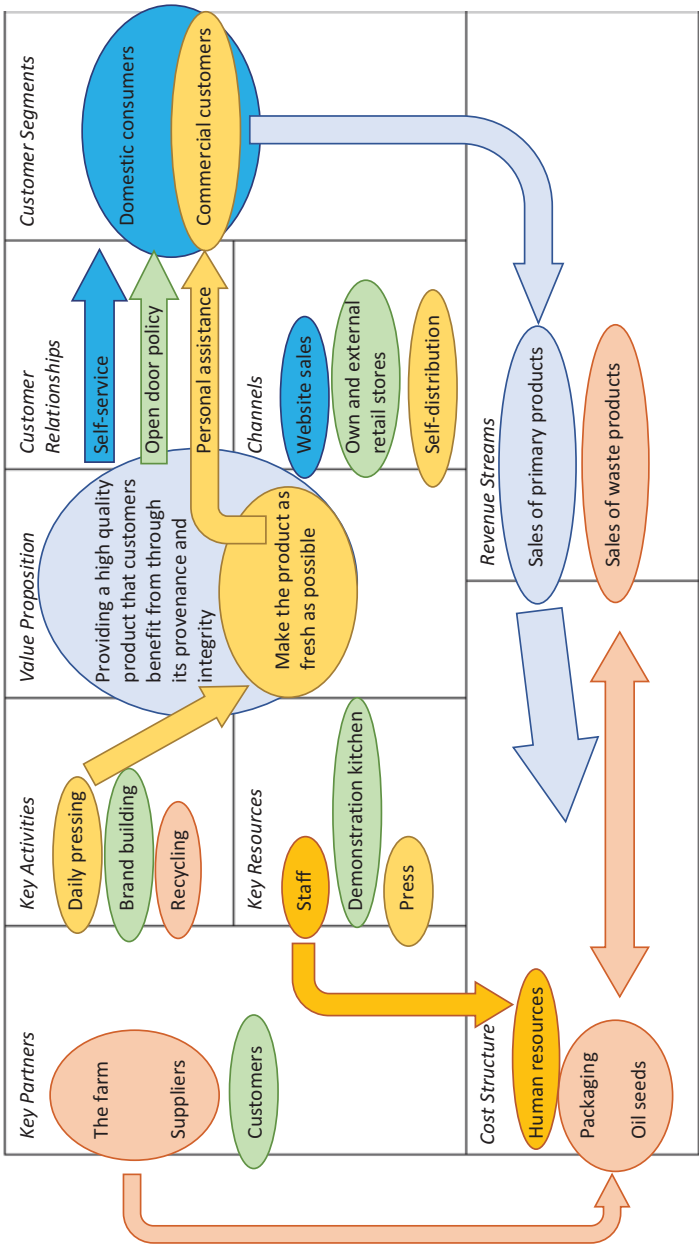 Key Partners
The farm
Suppliers
Customers
Key Activities
Daily pressing
Brand building
Recycling
Key Resources
Staff
Demonstration kitchen
Press
Value Proposition
Providing a high quality
product that customers
benefit from through
its provenance and
integrity
Make the product as
fresh as possible
Customer
Relationships
Self-service
Open door policy
Personal assistance
Channels
Website sales
Own and external
retail stores
Self-distribution
Customer Segments
Domestic consumers
Commercial customers
Cost Structure
Human resources
Packaging
Oil seeds
Revenue Streams
Sales of primary products
Sales of waste products